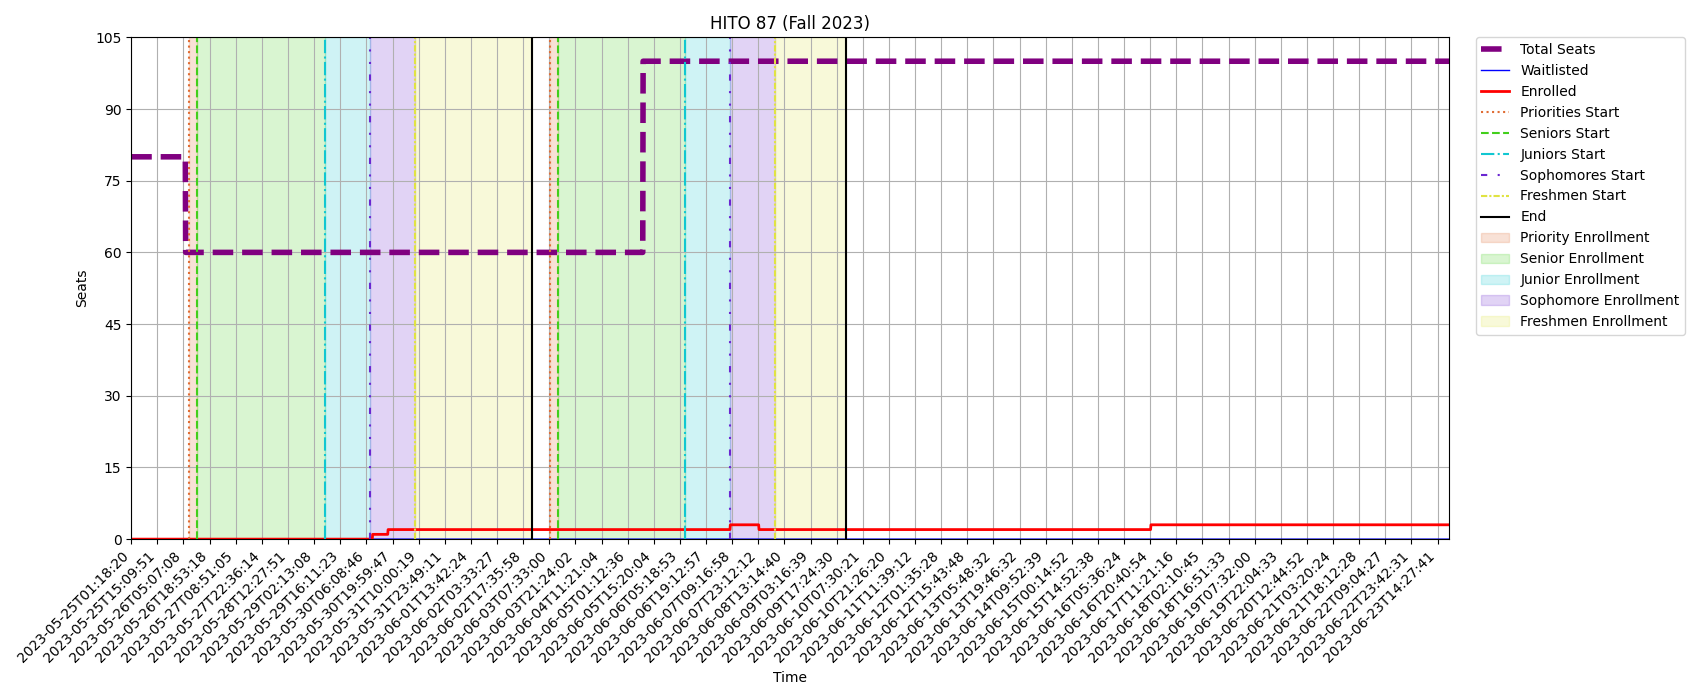 HITO 87 (Fall 2023)
105
90
75
60
45
30
15
0
Seats
2023-05-25T01:18:20
2023-05-25T15:09:51
2023-05-26T05:07:08
2023-05-26T18:53:18
2023-05-27T08:51:05
2023-05-27T22:36:14
2023-05-28T12:27:51
2023-05-29T02:13:08
2023-05-29T16:11:23
2023-05-30T06:08:46
2023-05-30T19:59:47
2023-05-31T10:00:19
2023-05-31T23:49:11
2023-06-01T13:42:24
2023-06-02T03:33:27
2023-06-02T17:35:58
2023-06-03T07:33:00
2023-06-03T21:24:02
2023-06-04T11:21:04
2023-06-05T01:12:36
2023-06-05T15:20:04
2023-06-06T05:18:53
2023-06-06T19:12:57
2023-06-07T09:16:58
2023-06-07T23:12:12
2023-06-08T13:14:40
2023-06-09T03:16:39
2023-06-09T17:24:30
2023-06-10T07:30:21
2023-06-10T21:26:20
2023-06-11T11:39:12
2023-06-12T01:35:28
2023-06-12T15:43:48
2023-06-13T05:48:32
2023-06-13T19:46:32
2023-06-14T09:52:39
2023-06-15T00:14:52
2023-06-15T14:52:38
2023-06-16T05:36:24
2023-06-16T20:40:54
2023-06-17T11:21:16
2023-06-18T02:10:45
2023-06-18T16:51:33
2023-06-19T07:32:00
2023-06-19T22:04:33
2023-06-20T12:44:52
2023-06-21T03:20:24
2023-06-21T18:12:28
2023-06-22T09:04:27
2023-06-22T23:42:31
2023-06-23T14:27:41
Time
Total Seats
Waitlisted
Enrolled
Priorities Start
Seniors Start
Juniors Start
Sophomores Start
Freshmen Start
End
Priority Enrollment
Senior Enrollment
Junior Enrollment
Sophomore Enrollment
Freshmen Enrollment